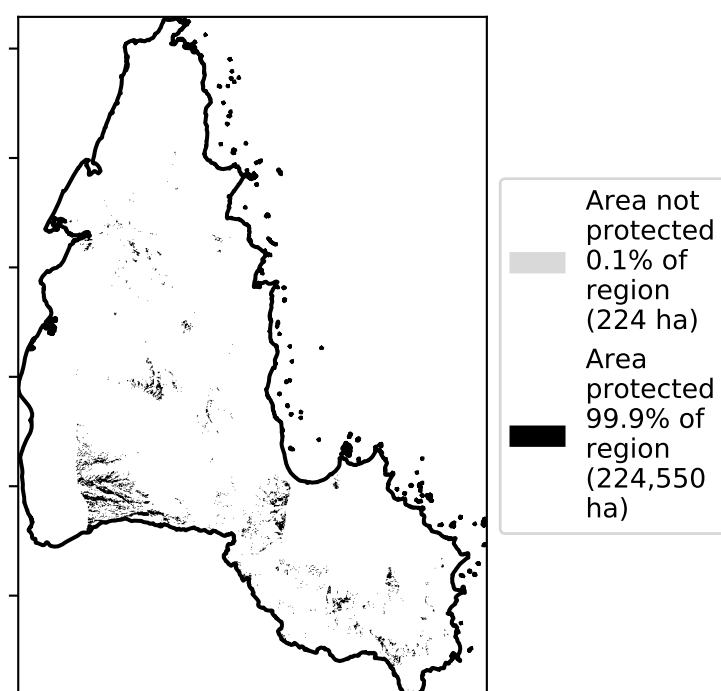 Area not
protected
0.1% of
region
(224 ha)
Area
protected
99.9% of
region
(224,550
ha)